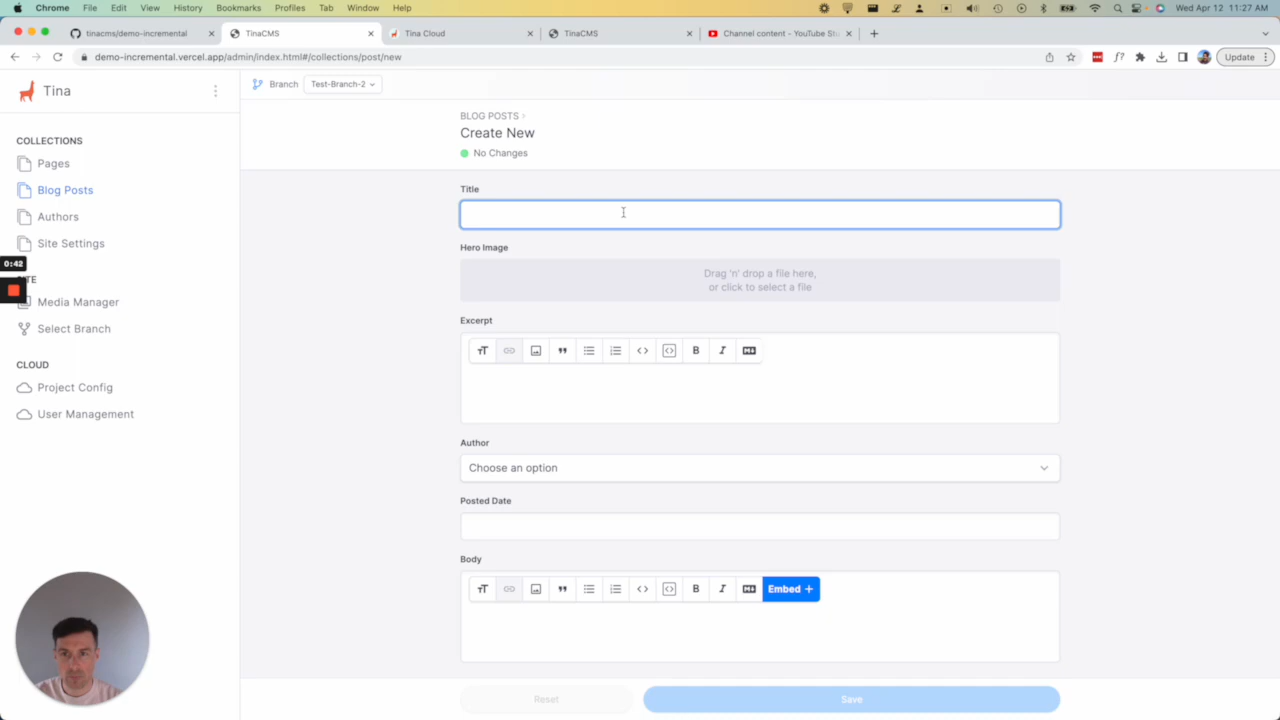 Chrome File Edit View History Bookmarks Profiles Tab Window Help Wed Apr 12 11:27 AM
tinacms/demo-incremental TinaCMS Tina Cloud TinaCMS Channel content - YouTube Stu
demo-incremental.vercel.app/admin/index.html#/collections/post/new f? Update
Tina
Branch Test-Branch-2
COLLECTIONS
Pages
Blog Posts
Authors
Site Settings
0:42
ITE
Media Manager
Select Branch
CLOUD
Project Config
User Management
BLOG POSTS >
Create New
No Changes
Title
Hero Image
Drag 'n' drop a file here,
or click to select a file
Excerpt
Author
Choose an option
Posted Date
Body
Embed +
Reset Save